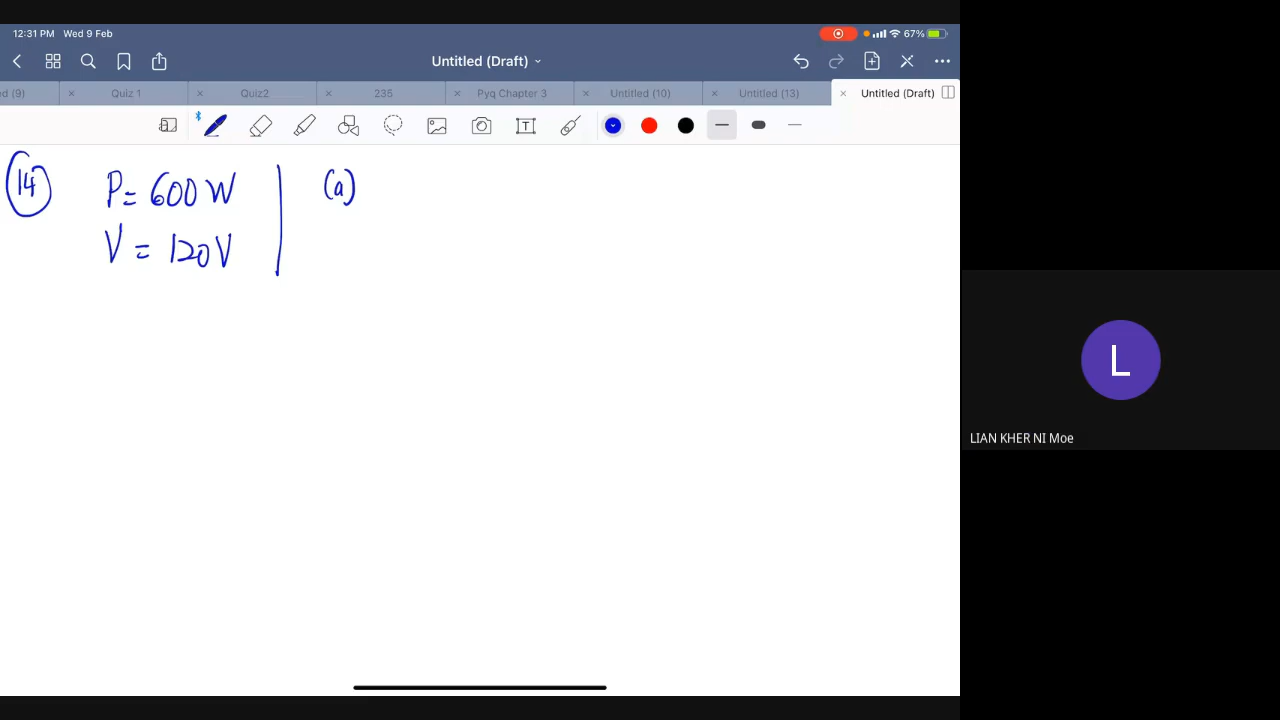 12:31 PM Wed 9 Feb
67%
Untitled (Draft)
ed (9)
Quiz 1
Quiz2
235
Pyq Chapter 3
Untitled (10)
Untitled (13)
Untitled (Draft)
T
14 P = 600 W (a)
V = 120 V
L
LIAN KHER NI Moe